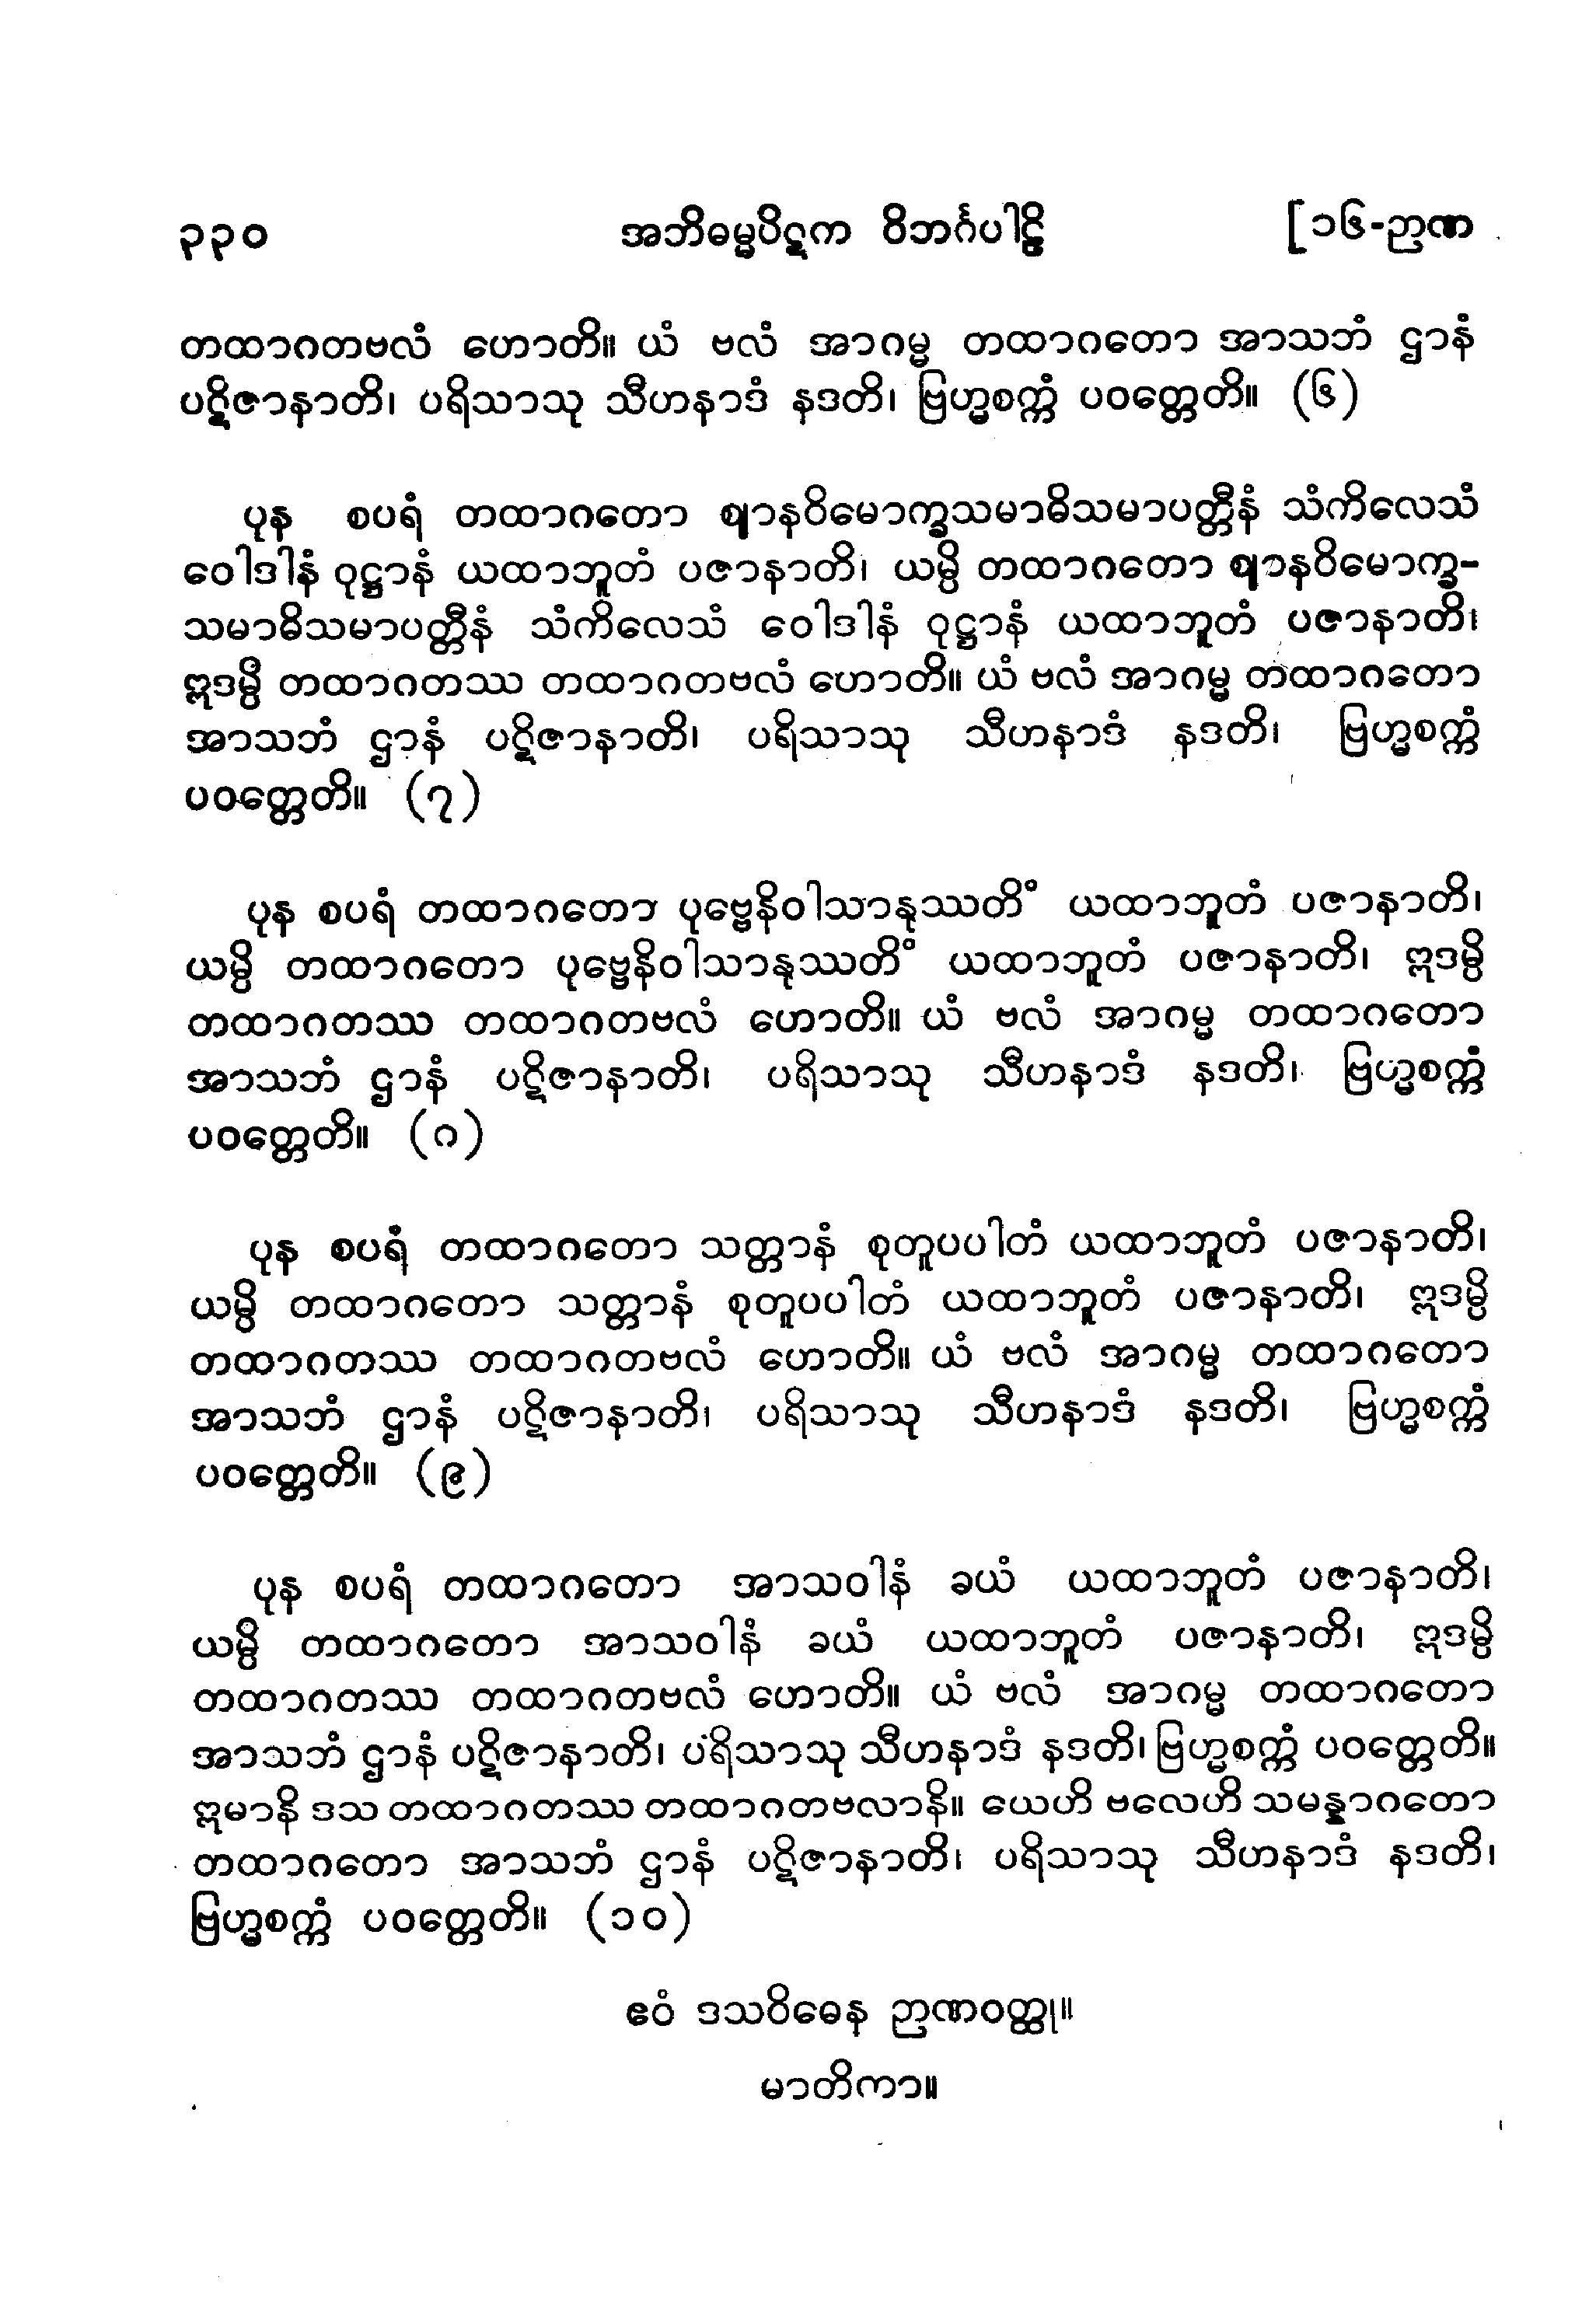 ၃၃၀ အဘိဓမ္မပိဋက ဝိဘင်္ဂပါဠိ [၁၆-ဉာဏ
တထာဂတဗလံ ဟောတိ။ ယံ ဗလံ အာဂမ္မ တထာဂတော အာသဘံ ဌာနံ
ပဋိဇာနာတိ၊ ပရိသာသု သီဟနာဒံ နဒတိ၊ ဗြဟ္မစက္ကံ ပဝတ္တေတိ။ (၆)
ပုန စပရံ တထာဂတော ဈာနဝိမောက္ခသမာဓိသမာပတ္တီနံ သံကိလေသံ
ဝေါဒါနံ ဝုဋ္ဌာနံ ယထာဘူတံ ပဇာနာတိ၊ ယမ္ပိ တထာဂတော ဈာနဝိမောက္ခ-
သမာဓိသမာပတ္တီနံ သံကိလေသံ ဝေါဒါနံ ဝုဋ္ဌာနံ ယထာဘူတံ ပဇာနာတိ၊
ဣဒမ္ပိ တထာဂတဿ တထာဂတဗလံ ဟောတိ။ ယံ ဗလံ အာဂမ္မ တထာဂတော
အာသဘံ ဌာနံ ပဋိဇာနာတိ၊ ပရိသာသု သီဟနာဒံ နဒတိ၊ ဗြဟ္မစက္ကံ
ပဝတ္တေတိ။ (၇)
ပုန စပရံ တထာဂတော ပုဗ္ဗေနိဝါသာနုဿတိံ ယထာဘူတံ ပဇာနာတိ၊
ယမ္ပိ တထာဂတော ပုဗ္ဗေနိဝါသာနုဿတိံ ယထာဘူတံ ပဇာနာတိ၊ ဣဒမ္ပိ
တထာဂတဿ တထာဂတဗလံ ဟောတိ။ ယံ ဗလံ အာဂမ္မ တထာဂတော
အာသဘံ ဌာနံ ပဋိဇာနာတိ၊ ပရိသာသု သီဟနာဒံ နဒတိ၊ ဗြဟ္မစက္ကံ
ပဝတ္တေတိ။ (၈)
ပုန စပရံ တထာဂတော သတ္တာနံ စုတူပပါတံ ယထာဘူတံ ပဇာနာတိ၊
ယမ္ပိ တထာဂတော သတ္တာနံ စုတူပပါတံ ယထာဘူတံ ပဇာနာတိ၊ ဣဒမ္ပိ
တထာဂတဿ တထာဂတဗလံ ဟောတိ။ ယံ ဗလံ အာဂမ္မ တထာဂတော
အာသဘံ ဌာနံ ပဋိဇာနာတိ၊ ပရိသာသု သီဟနာဒံ နဒတိ၊ ဗြဟ္မစက္ကံ
ပဝတ္တေတိ။ (၉)
ပုန စပရံ တထာဂတော အာသဝါနံ ခယံ ယထာဘူတံ ပဇာနာတိ၊
ယမ္ပိ တထာဂတော အာသဝါနံ ခယံ ယထာဘူတံ ပဇာနာတိ၊ ဣဒမ္ပိ
တထာဂတဿ တထာဂတဗလံ ဟောတိ။ ယံ ဗလံ အာဂမ္မ တထာဂတော
အာသဘံ ဌာနံ ပဋိဇာနာတိ၊ ပရိသာသု သီဟနာဒံ နဒတိ၊ ဗြဟ္မစက္ကံ ပဝတ္တေတိ။
ဣမာနိ ဒသ တထာဂတဿ တထာဂတဗလာနိ။ ယေဟိ ဗလေဟိ သမန္နာဂတော
တထာဂတော အာသဘံ ဌာနံ ပဋိဇာနာတိ၊ ပရိသာသု သီဟနာဒံ နဒတိ၊
ဗြဟ္မစက္ကံ ပဝတ္တေတိ။ (၁၀)
ဧဝံ ဒသဝိဓေန ဉာဏဝတ္ထု။
မာတိကာ။